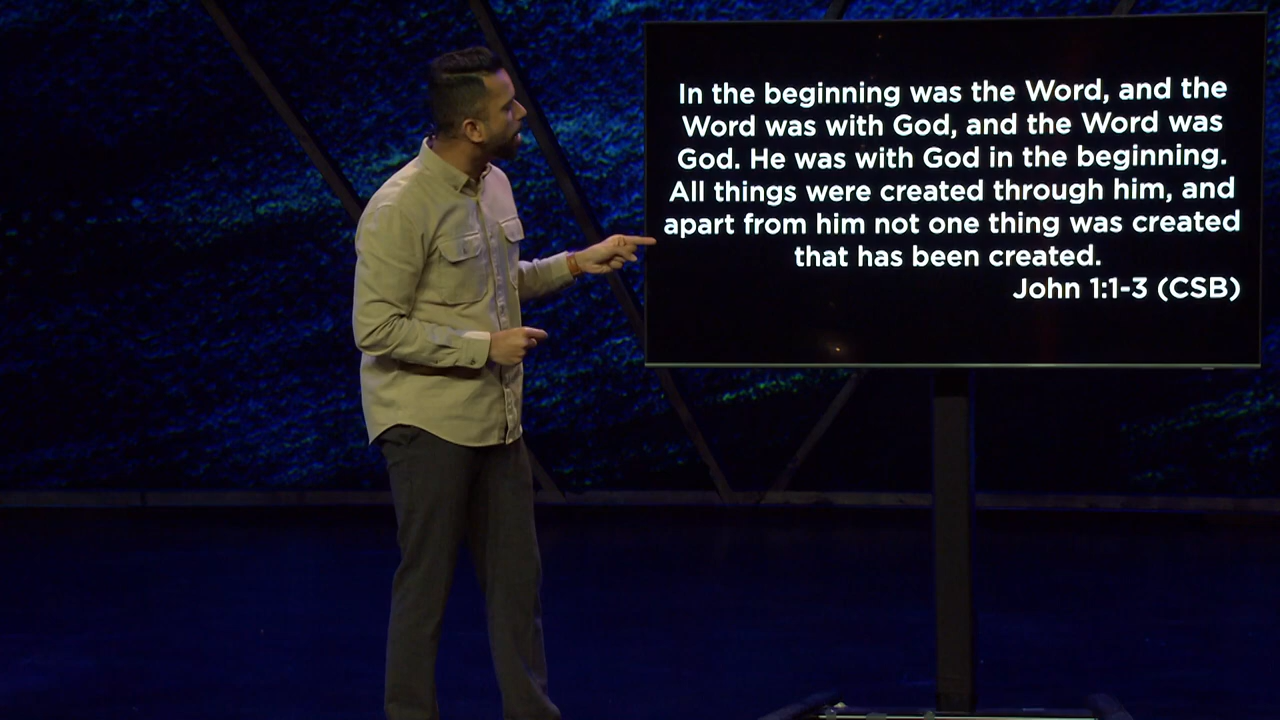 In the beginning was the Word, and the
Word was with God, and the Word was
God. He was with God in the beginning.
All things were created through him, and
apart from him not one thing was created
that has been created.
John 1:1-3 (CSB)